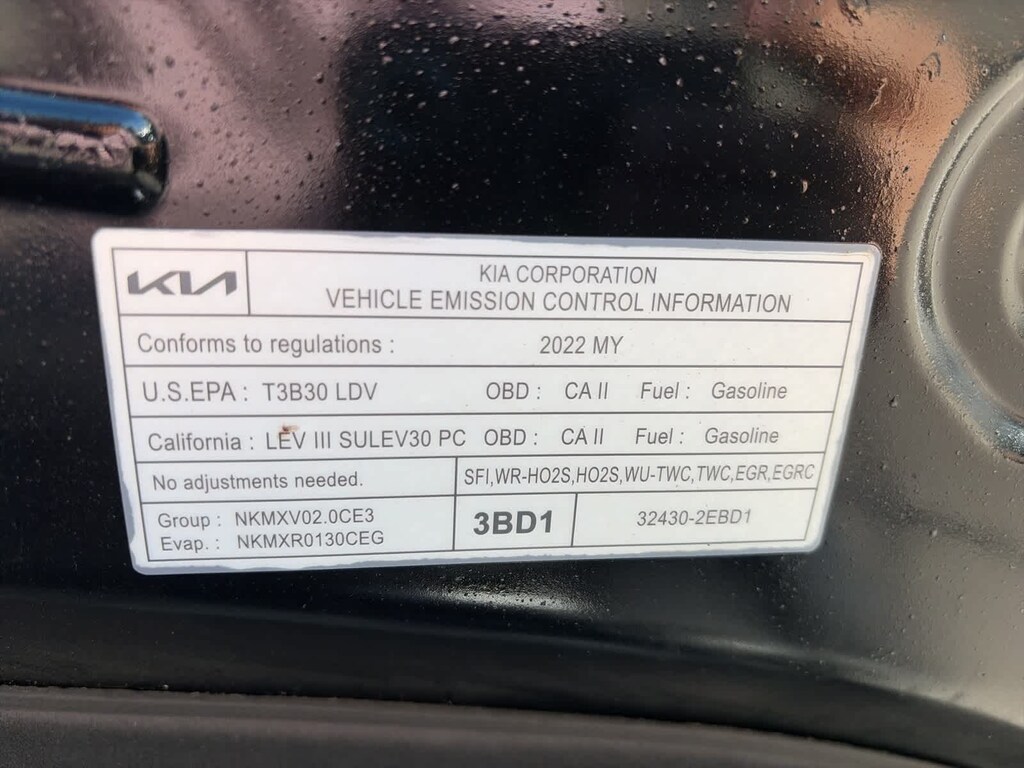 KIA
KIA CORPORATION
VEHICLE EMISSION CONTROL INFORMATION
Conforms to regulations : 2022 MY
U.S.EPA : T3B30 LDV OBD : CA II Fuel : Gasoline
California : LEV III SULEV30 PC OBD : CA II Fuel : Gasoline
No adjustments needed. SFI,WR-HO2S,HO2S,WU-TWC,TWC,EGR,EGRC
Group : NKMXV02.0CE3
Evap. : NKMXR0130CEG
3BD1
32430-2EBD1